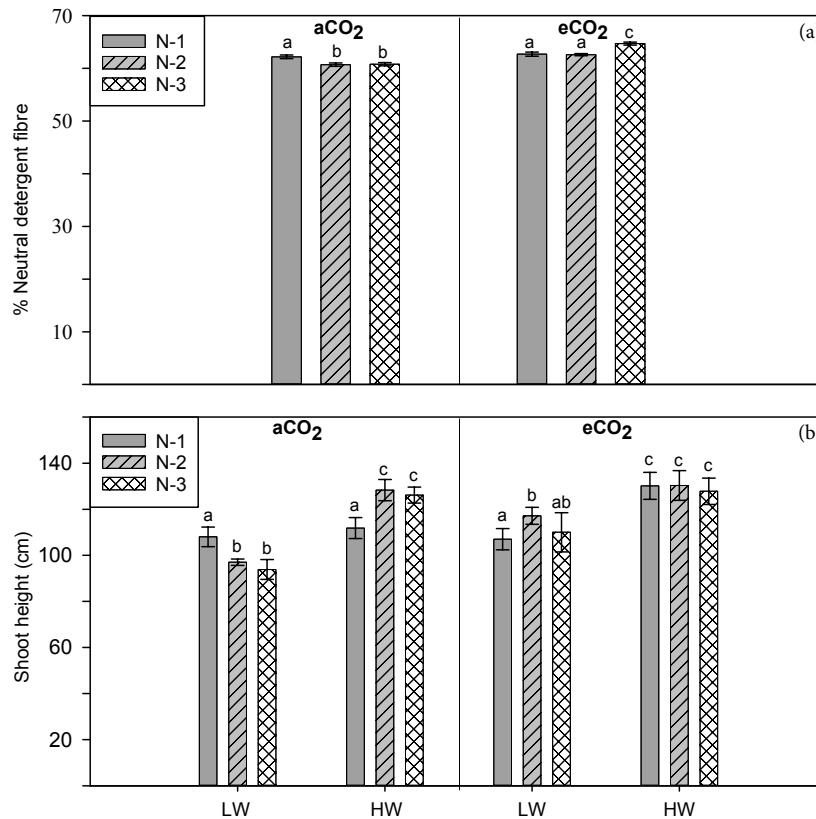 70
50
30
10
% Neutral detergent fibre
N-1
N-2
N-3
aCO2
eCO2
(a
a
b
b
a
a
c
140
100
60
20
Shoot height (cm)
N-1
N-2
N-3
aCO2
eCO2
(b
a
b
b
a
c
c
a
b
ab
c
c
c
LW
HW
LW
HW